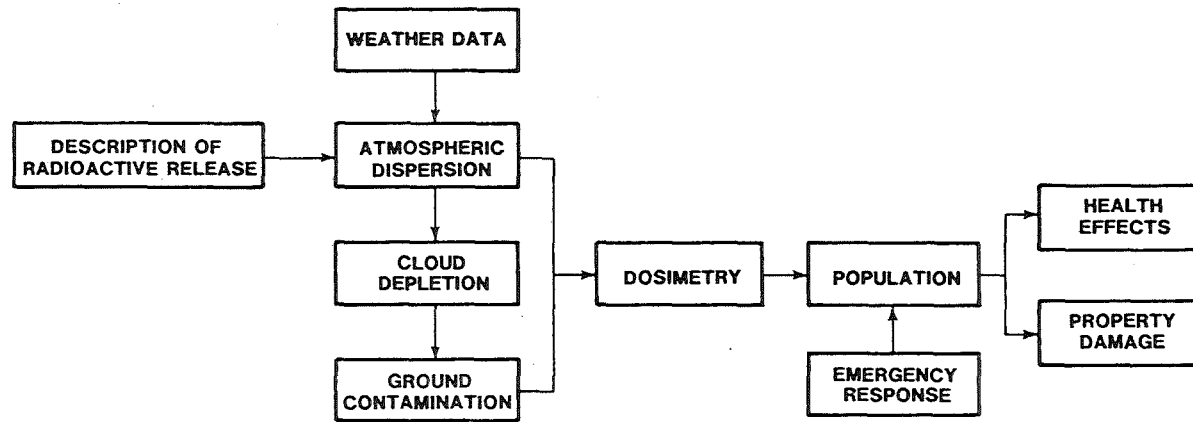 WEATHER DATA
DESCRIPTION OF
RADIOACTIVE RELEASE
ATMOSPHERIC
DISPERSION
CLOUD
DEPLETION
GROUND
CONTAMINATION
DOSIMETRY
POPULATION
EMERGENCY
RESPONSE
HEALTH
EFFECTS
PROPERTY
DAMAGE